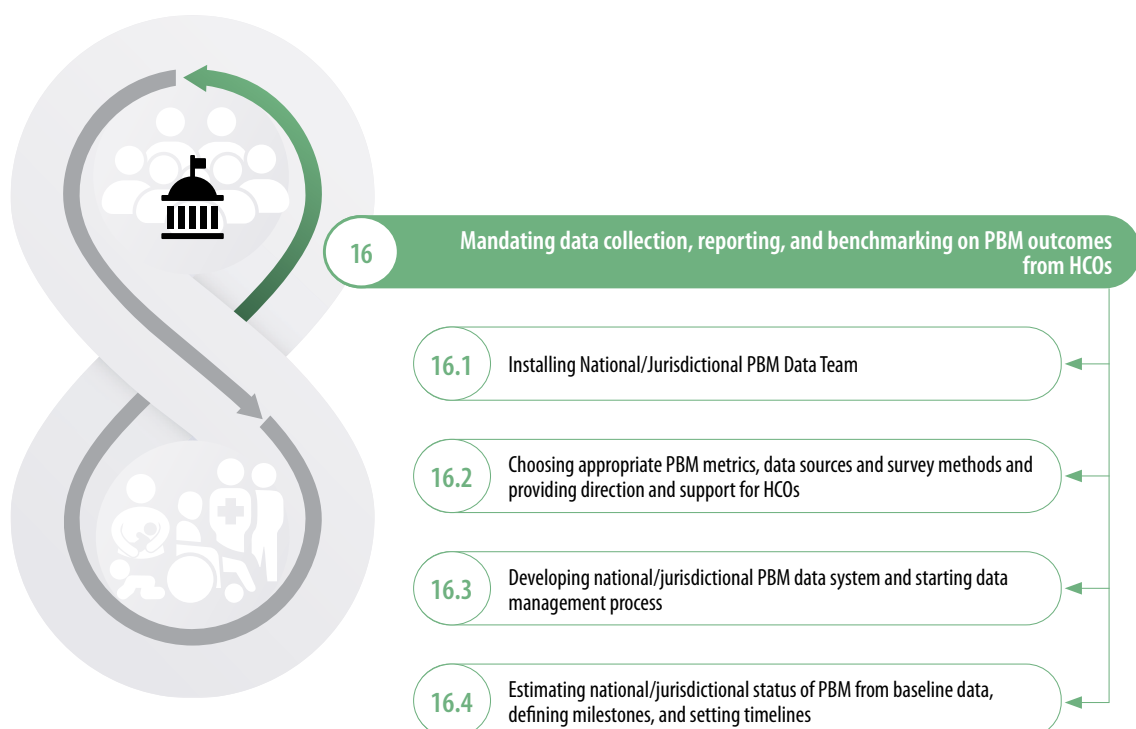 16
Mandating data collection, reporting, and benchmarking on PBM outcomes
from HCOs
16.1
Installing National/Jurisdictional PBM Data Team
16.2
Choosing appropriate PBM metrics, data sources and survey methods and
providing direction and support for HCOs
16.3
Developing national/jurisdictional PBM data system and starting data
management process
16.4
Estimating national/jurisdictional status of PBM from baseline data,
defining milestones, and setting timelines